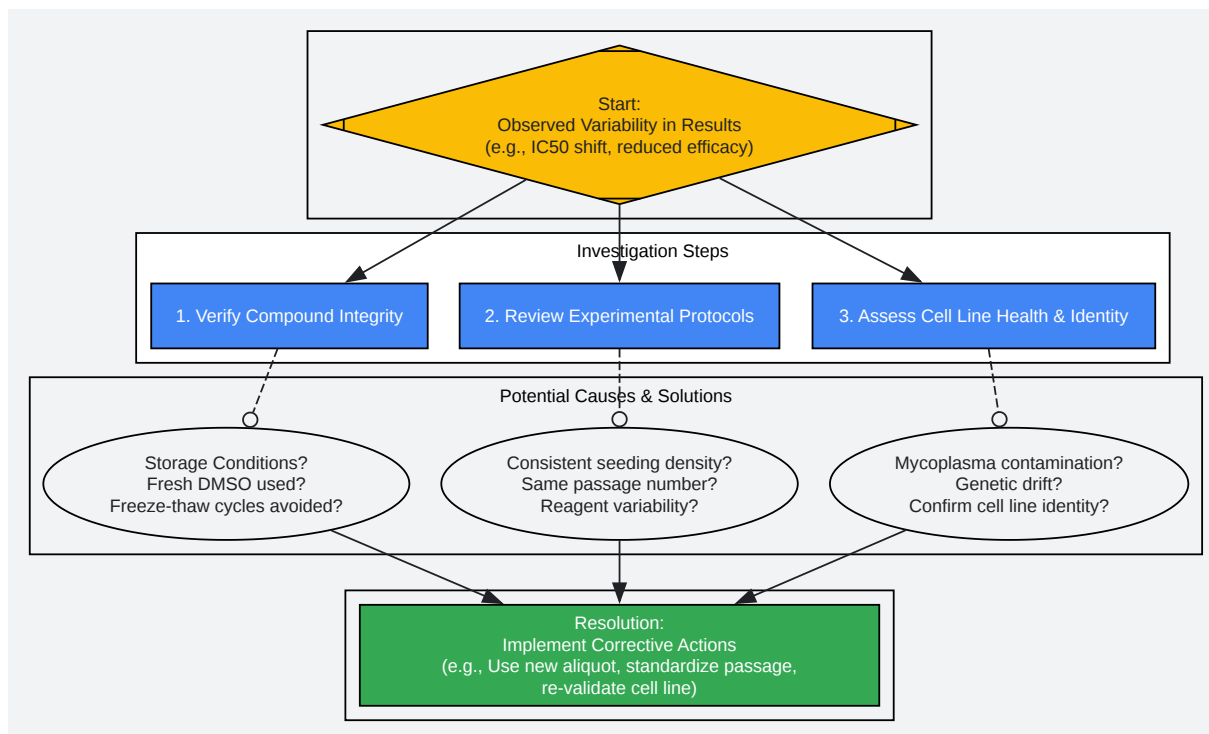 Start:
Observed Variability in Results
(e.g., IC50 shift, reduced efficacy)
Investigation Steps
1. Verify Compound Integrity
2. Review Experimental Protocols
3. Assess Cell Line Health & Identity
Potential Causes & Solutions
Storage Conditions?
Fresh DMSO used?
Freeze-thaw cycles avoided?
Consistent seeding density?
Same passage number?
Reagent variability?
Mycoplasma contamination?
Genetic drift?
Confirm cell line identity?
Resolution:
Implement Corrective Actions
(e.g., Use new aliquot, standardize passage,
re-validate cell line)